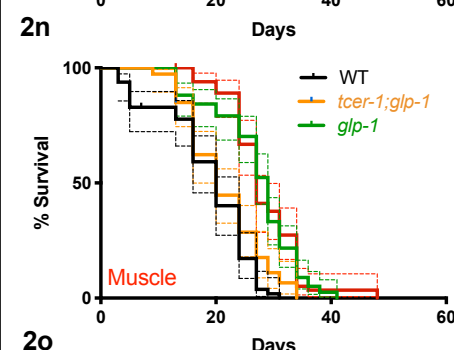 0 20 40 60
Days
2n
100
50
0
% Survival
WT
tcer-1;glp-1
glp-1
Muscle
0 20 40 60
Days
2o